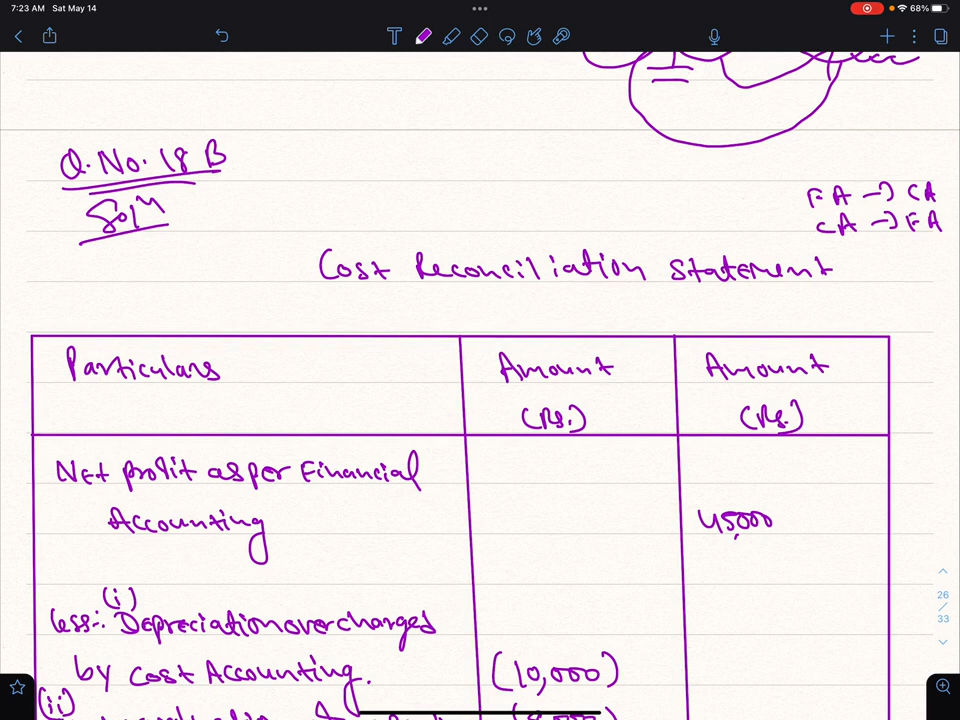 7:23 AM Sat May 14
68%
Q. No. 18 B
Solⁿ
FA → CA
CA → FA
Cost Reconciliation Statement
Particulars Amount (Rs.) Amount (Rs.)
Net profit as per Financial
Accounting 45,000
(i)
less:- Depreciation overcharged
by cost Accounting. (10,000)
(ii)
26
/
33